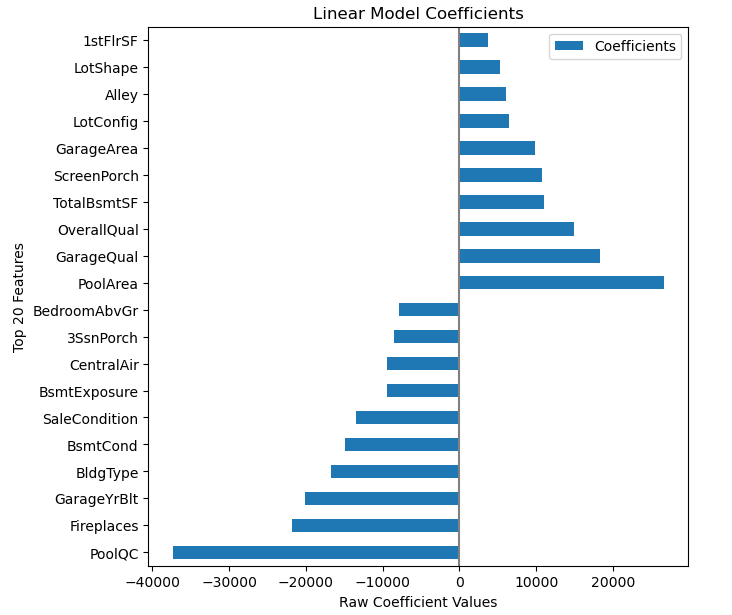 Linear Model Coefficients
Coefficients
Top 20 Features
1stFlrSF
LotShape
Alley
LotConfig
GarageArea
ScreenPorch
TotalBsmtSF
OverallQual
GarageQual
PoolArea
BedroomAbvGr
3SsnPorch
CentralAir
BsmtExposure
SaleCondition
BsmtCond
BldgType
GarageYrBlt
Fireplaces
PoolQC
−40000 −30000 −20000 −10000 0 10000 20000
Raw Coefficient Values